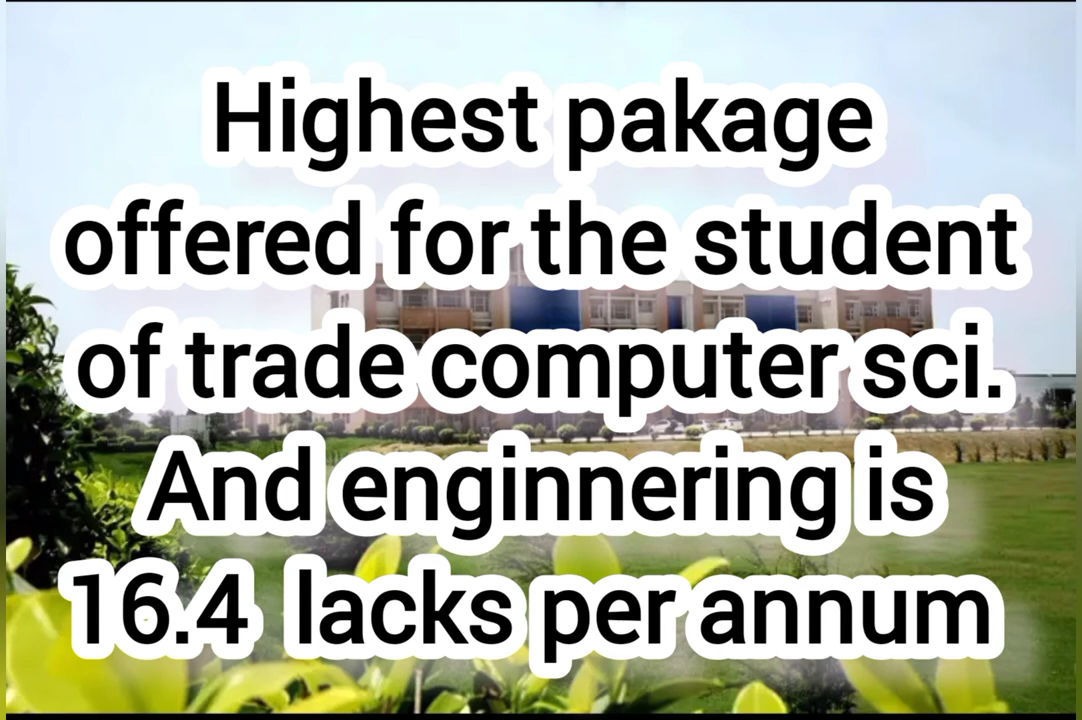 Highest pakage
offered for the student
of trade computer sci.
And enginnering is
16.4 lacks per annum